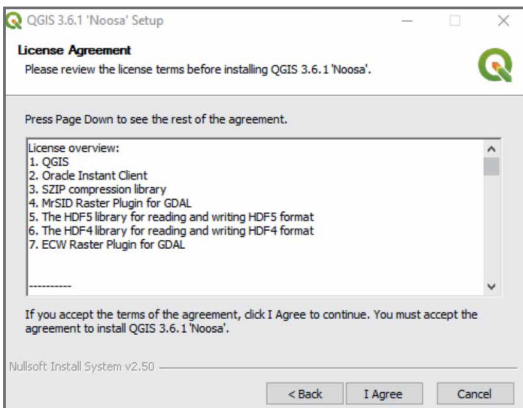 QGIS 3.6.1 'Noosa' Setup
License Agreement
Please review the license terms before installing QGIS 3.6.1 'Noosa'.
Press Page Down to see the rest of the agreement.
License overview:
1. QGIS
2. Oracle Instant Client
3. SZIP compression library
4. MrSID Raster Plugin for GDAL
5. The HDF5 library for reading and writing HDF5 format
6. The HDF4 library for reading and writing HDF4 format
7. ECW Raster Plugin for GDAL
----------
If you accept the terms of the agreement, click I Agree to continue. You must accept the
agreement to install QGIS 3.6.1 'Noosa'.
Nullsoft Install System v2.50
< Back I Agree Cancel